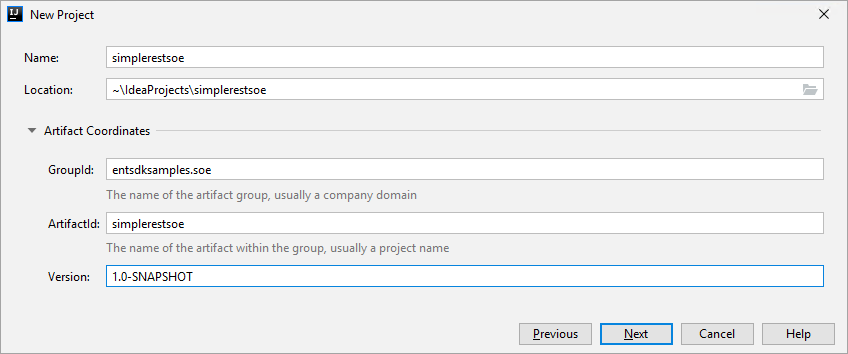 IJ New Project
Name: simplerestsoe
Location: ~\IdeaProjects\simplerestsoe
Artifact Coordinates
GroupId: entsdksamples.soe
The name of the artifact group, usually a company domain
ArtifactId: simplerestsoe
The name of the artifact within the group, usually a project name
Version: 1.0-SNAPSHOT
Previous Next Cancel Help